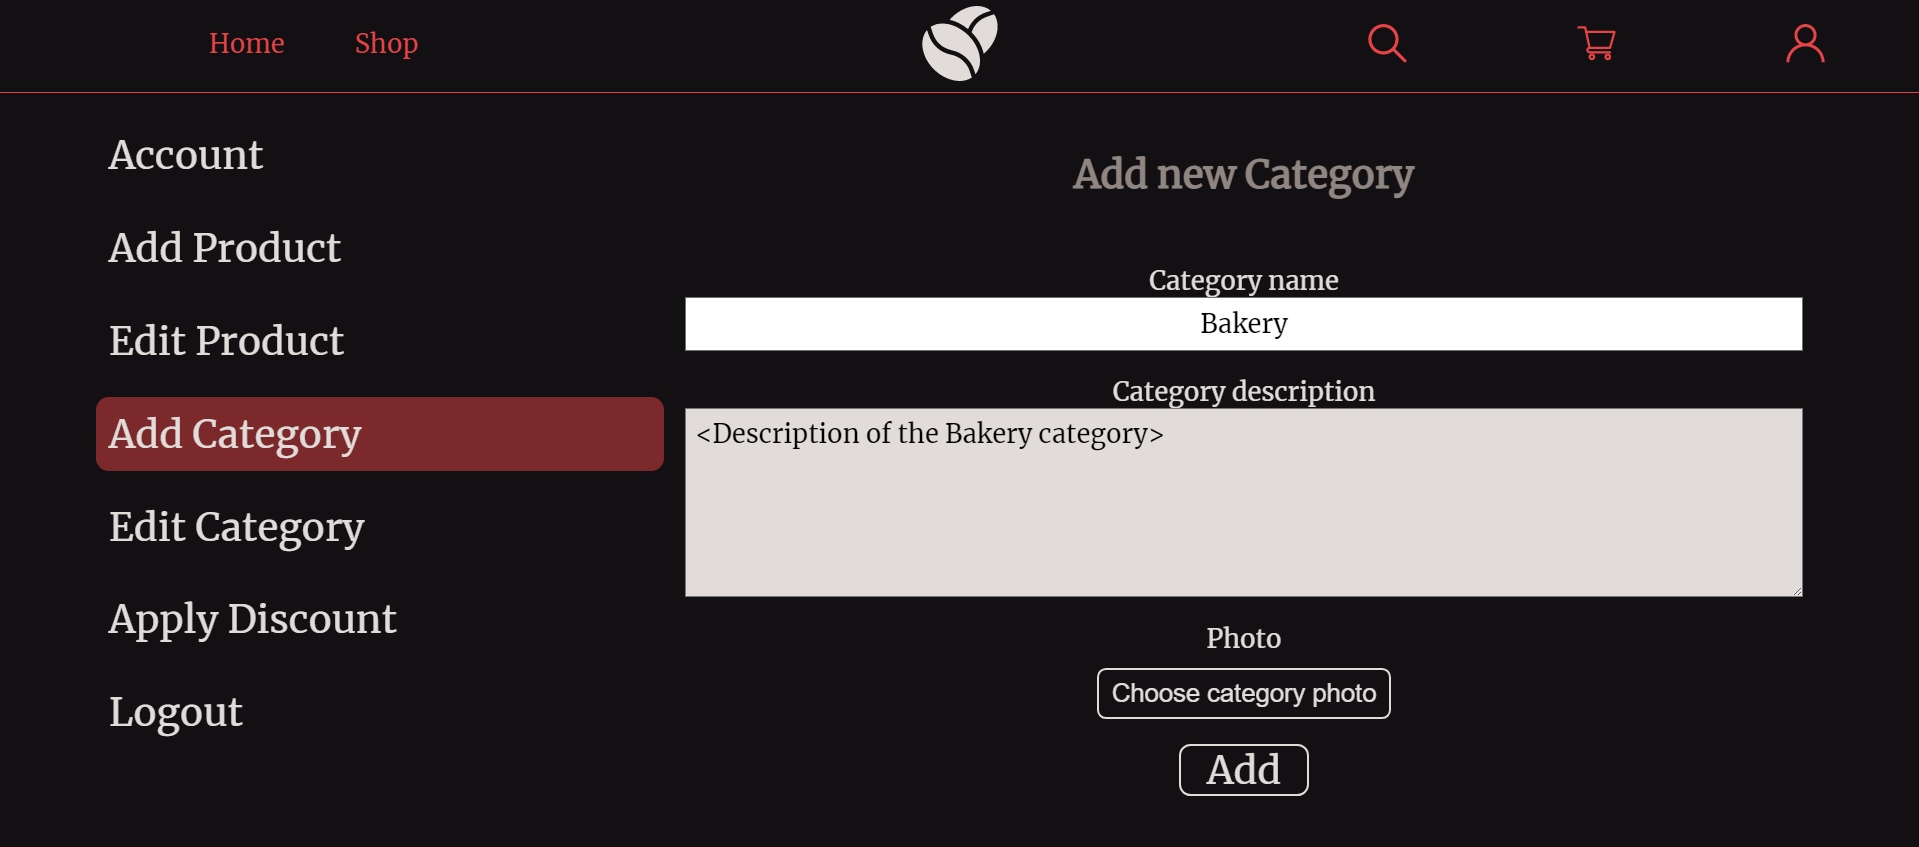 Home
Shop
Account
Add Product
Edit Product
Add Category
Edit Category
Apply Discount
Logout
Add new Category
Category name
Bakery
Category description
<Description of the Bakery category>
Photo
Choose category photo
Add